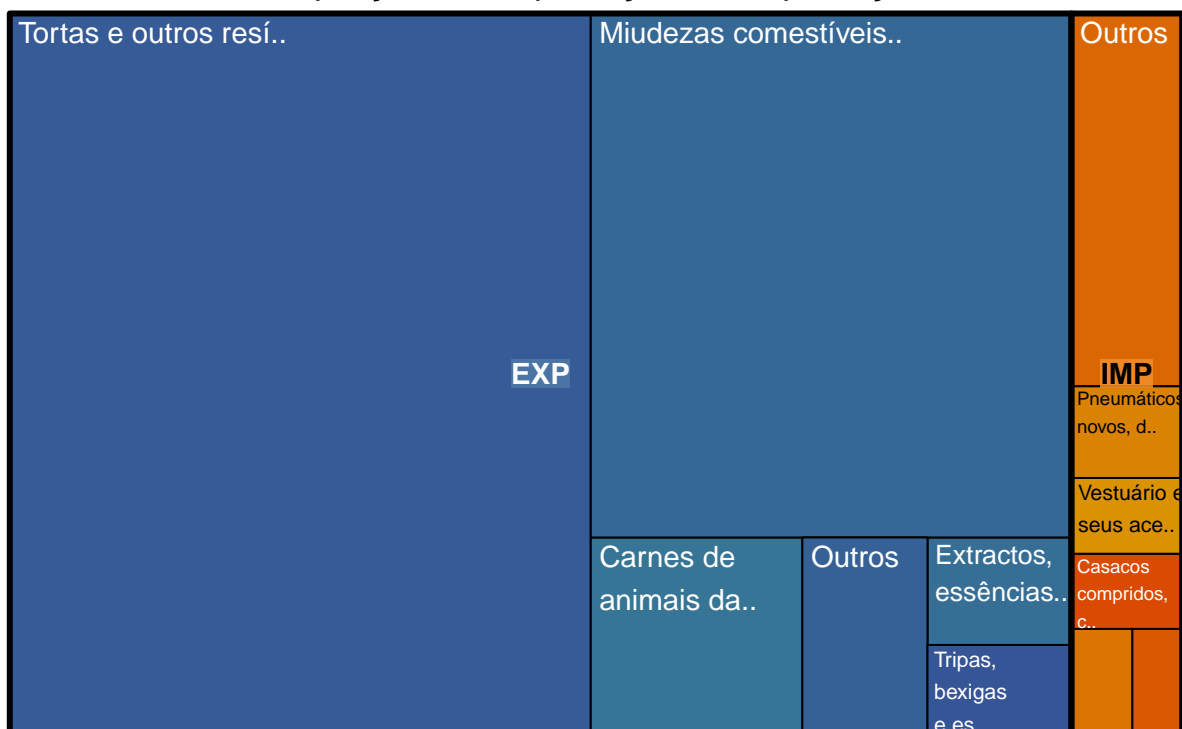 Tortas e outros resí..
Miudezas comestíveis..
Outros
EXP
IMP
Pneumáticos
novos, d..
Vestuário e
seus ace..
Carnes de
animais da..
Outros
Extractos,
essências..
Casacos
compridos,
c..
Tripas,
bexigas
e es